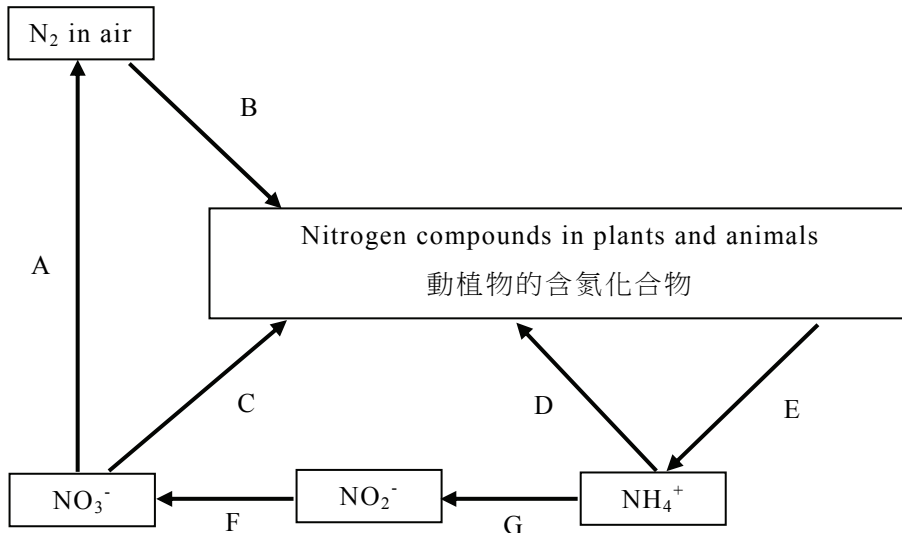 N₂ in air
B
Nitrogen compounds in plants and animals
動植物的含氮化合物
A
C
D
E
NO₃⁻
NO₂⁻
NH₄⁺
F
G